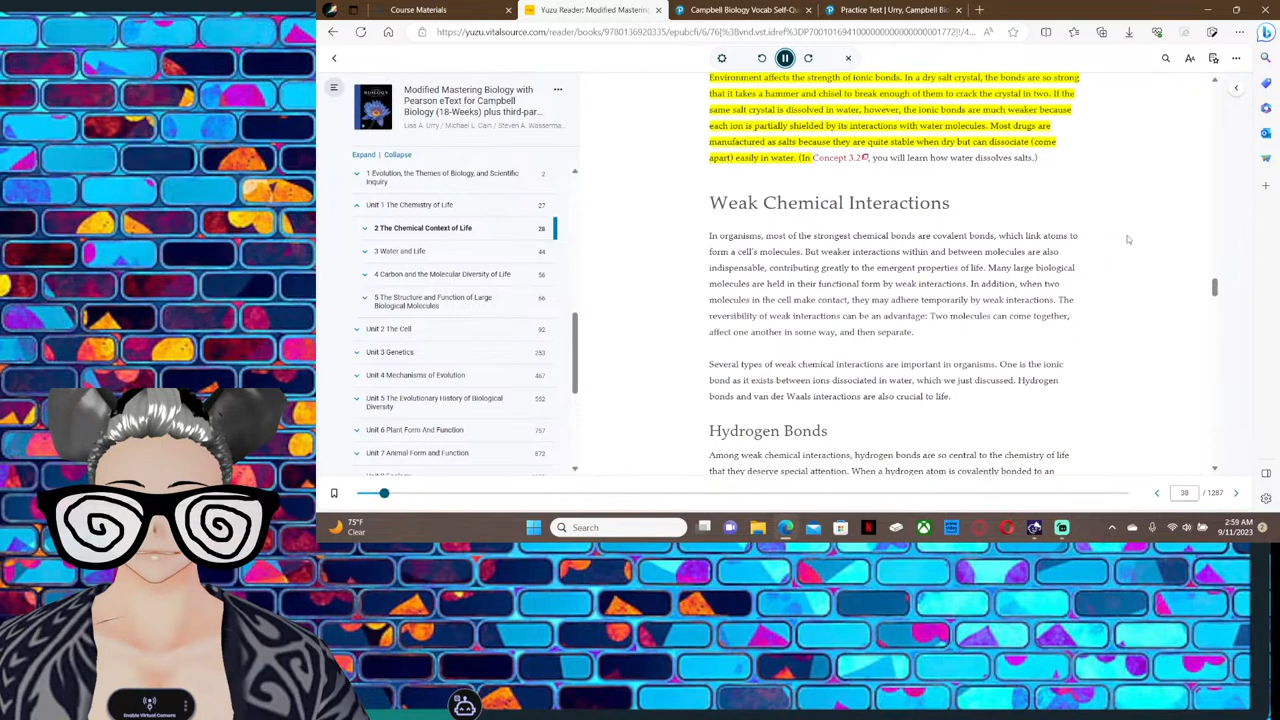 Course Materials
Yuzu Reader: Modified Mastering
Campbell Biology Vocab Self-Qu
Practice Test | Ury, Campbell Bi
https://yuzu.vitalsource.com/reader/books/9780136920335/epubcfi/6/76[%3Bvnd.vst.idref%3DP7001016941000000000000000001772]!/4...
Modified Mastering Biology with
Pearson eText for Campbell
Biology (18-Weeks) plus third-par...
Lisa A. Urry / Michael L. Cain / Steven A. Wasserma...
Expand | Collapse
1 Evolution, the Themes of Biology, and Scientific
Inquiry 2
Unit 1 The Chemistry of Life 27
2 The Chemical Context of Life 28
3 Water and Life 44
4 Carbon and the Molecular Diversity of Life 56
5 The Structure and Function of Large
Biological Molecules 66
Unit 2 The Cell 92
Unit 3 Genetics 253
Unit 4 Mechanisms of Evolution 467
Unit 5 The Evolutionary History of Biological
Diversity 552
Unit 6 Plant Form And Function 757
Unit 7 Animal Form and Function 872
Environment affects the strength of ionic bonds. In a dry salt crystal, the bonds are so strong
that it takes a hammer and chisel to break enough of them to crack the crystal in two. If the
same salt crystal is dissolved in water, however, the ionic bonds are much weaker because
each ion is partially shielded by its interactions with water molecules. Most drugs are
manufactured as salts because they are quite stable when dry but can dissociate (come
apart) easily in water. (In Concept 3.2, you will learn how water dissolves salts.)
Weak Chemical Interactions
In organisms, most of the strongest chemical bonds are covalent bonds, which link atoms to
form a cell's molecules. But weaker interactions within and between molecules are also
indispensable, contributing greatly to the emergent properties of life. Many large biological
molecules are held in their functional form by weak interactions. In addition, when two
molecules in the cell make contact, they may adhere temporarily by weak interactions. The
reversibility of weak interactions can be an advantage: Two molecules can come together,
affect one another in some way, and then separate.
Several types of weak chemical interactions are important in organisms. One is the ionic
bond as it exists between ions dissociated in water, which we just discussed. Hydrogen
bonds and van der Waals interactions are also crucial to life.
Hydrogen Bonds
Among weak chemical interactions, hydrogen bonds are so central to the chemistry of life
that they deserve special attention. When a hydrogen atom is covalently bonded to an
38 / 1287
75°F
Clear
Search
2:59 AM
9/11/2023
Enable Virtual Camera